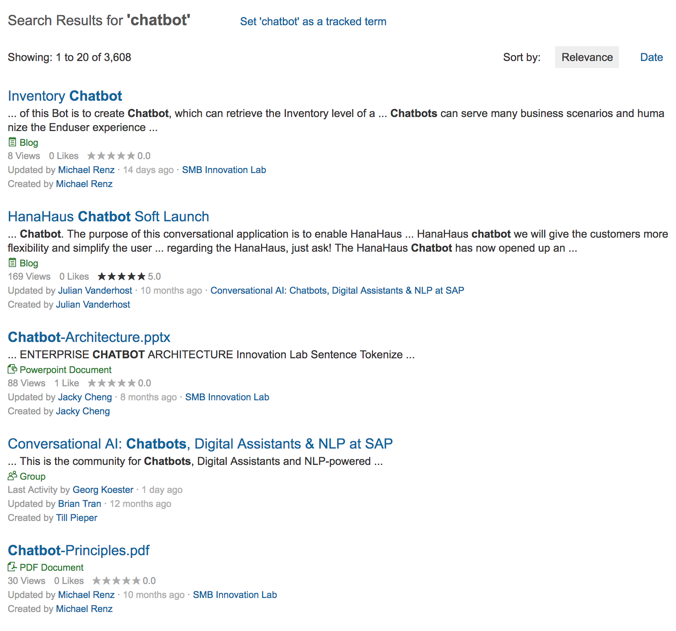 Search Results for 'chatbot'
Set 'chatbot' as a tracked term
Showing: 1 to 20 of 3,608
Sort by:
Relevance
Date
Inventory Chatbot
... of this Bot is to create Chatbot, which can retrieve the Inventory level of a ... Chatbots can serve many business scenarios and huma
nize the Enduser experience ...
Blog
8 Views 0 Likes ★★★★★ 0.0
Updated by Michael Renz · 14 days ago · SMB Innovation Lab
Created by Michael Renz
HanaHaus Chatbot Soft Launch
... Chatbot. The purpose of this conversational application is to enable HanaHaus ... HanaHaus chatbot we will give the customers more
flexibility and simplify the user ... regarding the HanaHaus, just ask! The HanaHaus Chatbot has now opened up an ...
Blog
169 Views 0 Likes ★★★★★ 5.0
Updated by Julian Vanderhost · 10 months ago · Conversational AI: Chatbots, Digital Assistants & NLP at SAP
Created by Julian Vanderhost
Chatbot-Architecture.pptx
... ENTERPRISE CHATBOT ARCHITECTURE Innovation Lab Sentence Tokenize ...
Powerpoint Document
88 Views 1 Like ★★★★★ 0.0
Updated by Jacky Cheng · 8 months ago · SMB Innovation Lab
Created by Jacky Cheng
Conversational AI: Chatbots, Digital Assistants & NLP at SAP
... This is the community for Chatbots, Digital Assistants and NLP-powered ...
Group
Last Activity by Georg Koester · 1 day ago
Updated by Brian Tran · 12 months ago
Created by Till Pieper
Chatbot-Principles.pdf
PDF Document
30 Views 0 Likes ★★★★★ 0.0
Updated by Michael Renz · 10 months ago · SMB Innovation Lab
Created by Michael Renz